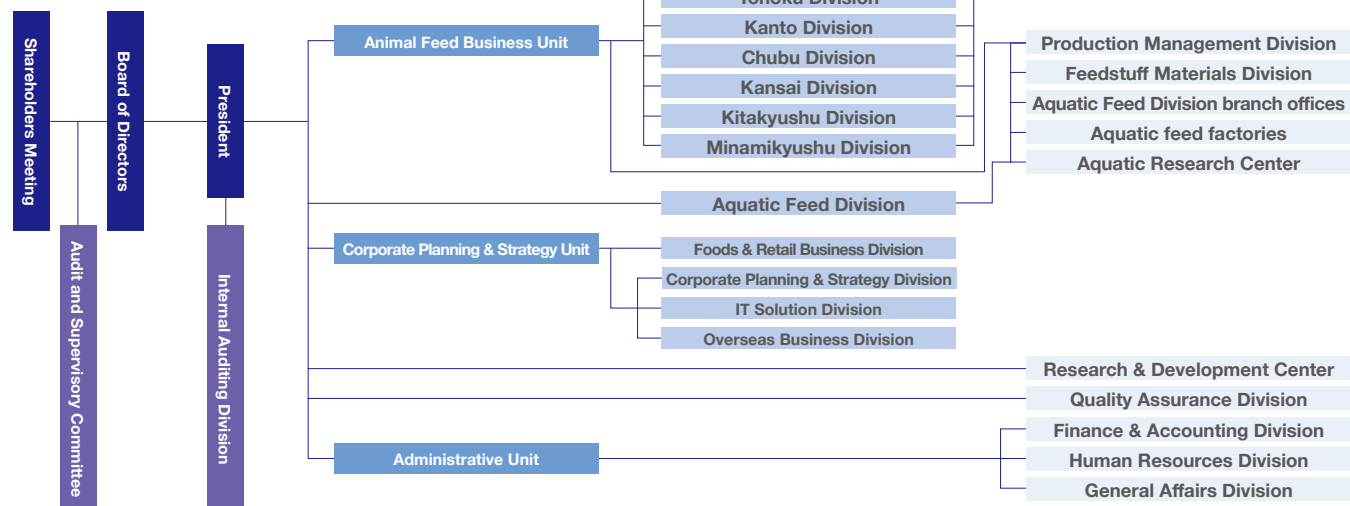 Shareholders Meeting
Audit and Supervisory Committee
Board of Directors
President
Internal Auditing Division
Animal Feed Business Unit
Kanto Division
Chubu Division
Kansai Division
Kitakyushu Division
Minamikyushu Division
Aquatic Feed Division
Production Management Division
Feedstuff Materials Division
Aquatic Feed Division branch offices
Aquatic feed factories
Aquatic Research Center
Corporate Planning & Strategy Unit
Foods & Retail Business Division
Corporate Planning & Strategy Division
IT Solution Division
Overseas Business Division
Research & Development Center
Quality Assurance Division
Administrative Unit
Finance & Accounting Division
Human Resources Division
General Affairs Division